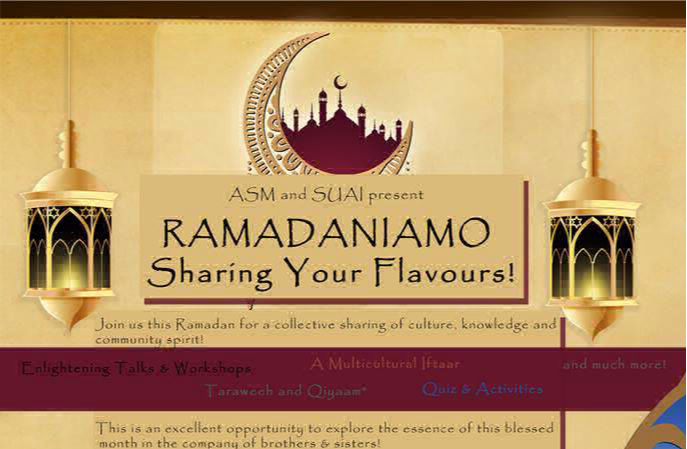 ASM and SUAI present
RAMADANIAMO
Sharing Your Flavours!
Join us this Ramadan for a collective sharing of culture, knowledge and
community spirit!
Enlightening Talks & Workshops
A Multicultural Iftaar
and much more!
Taraweeh and Qiyaam*
Quiz & Activities
This is an excellent opportunity to explore the essence of this blessed
month in the company of brothers & sisters!